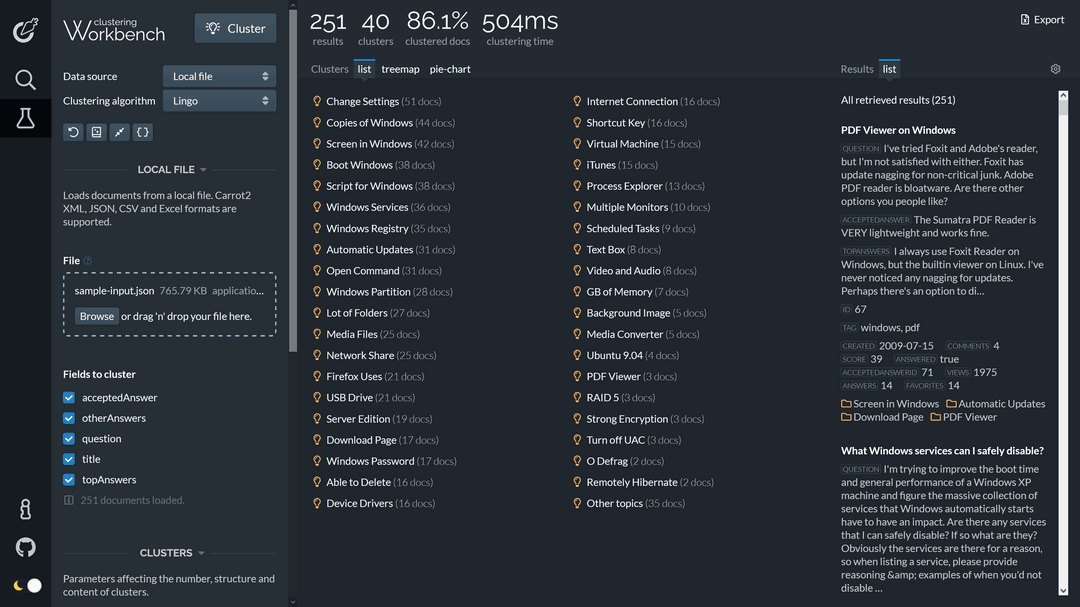 clustering
Workbench
Cluster
Data source
Local file
Clustering algorithm
Lingo
LOCAL FILE
Loads documents from a local file. Carrot2
XML, JSON, CSV and Excel formats are
supported.
File
sample-input.json 765.79 KB applicatio...
Browse or drag 'n' drop your file here.
Fields to cluster
acceptedAnswer
otherAnswers
question
title
topAnswers
251 documents loaded.
CLUSTERS
Parameters affecting the number, structure and
content of clusters.
251 40 86.1% 504ms
results clusters clustered docs clustering time
Export
Clusters list treemap pie-chart
Change Settings (51 docs)
Copies of Windows (44 docs)
Screen in Windows (42 docs)
Boot Windows (38 docs)
Script for Windows (38 docs)
Windows Services (36 docs)
Windows Registry (35 docs)
Automatic Updates (31 docs)
Open Command (31 docs)
Windows Partition (28 docs)
Lot of Folders (27 docs)
Media Files (25 docs)
Network Share (25 docs)
Firefox Uses (21 docs)
USB Drive (21 docs)
Server Edition (19 docs)
Download Page (17 docs)
Windows Password (17 docs)
Able to Delete (16 docs)
Device Drivers (16 docs)
Internet Connection (16 docs)
Shortcut Key (16 docs)
Virtual Machine (15 docs)
iTunes (15 docs)
Process Explorer (13 docs)
Multiple Monitors (10 docs)
Scheduled Tasks (9 docs)
Text Box (8 docs)
Video and Audio (8 docs)
GB of Memory (7 docs)
Background Image (5 docs)
Media Converter (5 docs)
Ubuntu 9.04 (4 docs)
PDF Viewer (3 docs)
RAID 5 (3 docs)
Strong Encryption (3 docs)
Turn off UAC (3 docs)
O Defrag (2 docs)
Remotely Hibernate (2 docs)
Other topics (35 docs)
Results list
All retrieved results (251)
PDF Viewer on Windows
QUESTION I've tried Foxit and Adobe's reader,
but I'm not satisfied with either. Foxit has
update nagging for non-critical junk. Adobe
PDF reader is bloatware. Are there other
options you people like?
ACCEPTEDANSWER The Sumatra PDF Reader is
VERY lightweight and works fine.
TOPANSWERS I always use Foxit Reader on
Windows, but the builtin viewer on Linux. I've
never noticed any nagging for updates.
Perhaps there's an option to di...
ID 67
TAG windows, pdf
CREATED 2009-07-15 COMMENTS 4
SCORE 39 ANSWERED true
ACCEPTEDANSWERID 71 VIEWS 1975
ANSWERS 14 FAVORITES 14
Screen in Windows Automatic Updates
Download Page PDF Viewer
What Windows services can I safely disable?
QUESTION I'm trying to improve the boot time
and general performance of a Windows XP
machine and figure the massive collection of
services that Windows automatically starts
have to have an impact. Are there any services
that I can safely disable? If so what are they?
Obviously the services are there for a reason,
so when listing a service, please provide
reasoning &amp; examples of when you'd not
disable ...